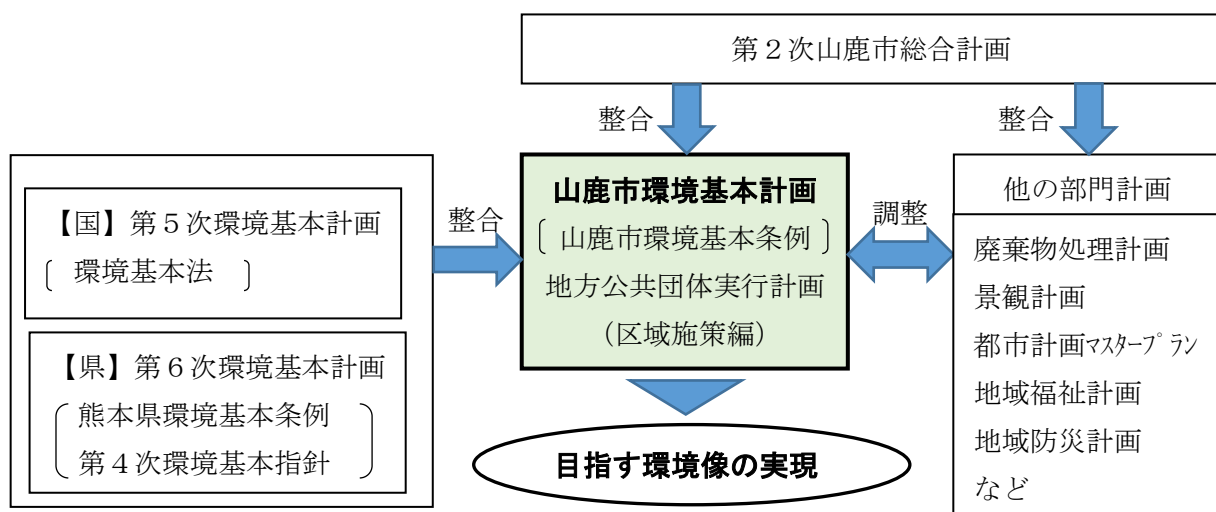 第２次山鹿市総合計画
整合
整合
【国】第５次環境基本計画
〔 環境基本法 〕
【県】第６次環境基本計画
熊本県環境基本条例
第４次環境基本指針
整合
山鹿市環境基本計画
〔 山鹿市環境基本条例 〕
地方公共団体実行計画
（区域施策編）
調整
他の部門計画
廃棄物処理計画
景観計画
都市計画ﾏｽﾀｰﾌﾟﾗﾝ
地域福祉計画
地域防災計画
など
目指す環境像の実現